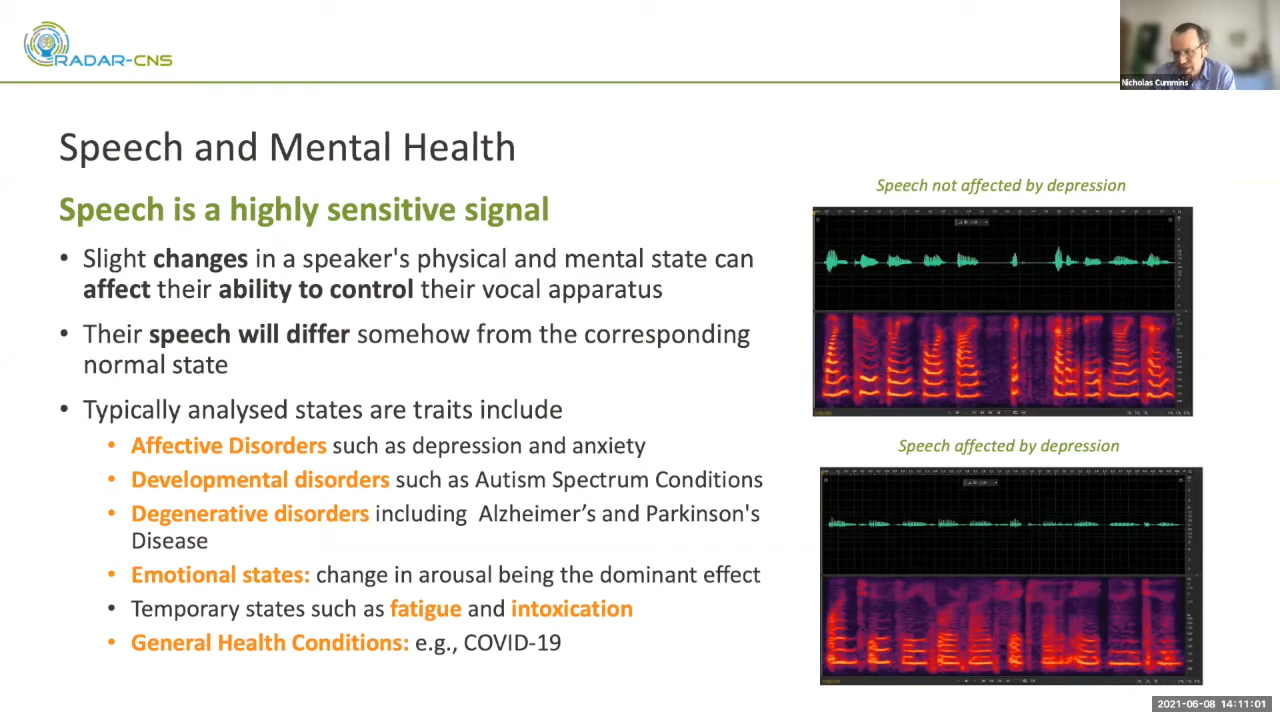 RADAR-CNS
Nicholas Cummins
Speech and Mental Health
Speech is a highly sensitive signal
• Slight changes in a speaker's physical and mental state can
affect their ability to control their vocal apparatus
• Their speech will differ somehow from the corresponding
normal state
• Typically analysed states are traits include
• Affective Disorders such as depression and anxiety
• Developmental disorders such as Autism Spectrum Conditions
• Degenerative disorders including Alzheimer's and Parkinson's
Disease
• Emotional states: change in arousal being the dominant effect
• Temporary states such as fatigue and intoxication
• General Health Conditions: e.g., COVID-19
Speech not affected by depression
Speech affected by depression
2021-06-08 14:11:01